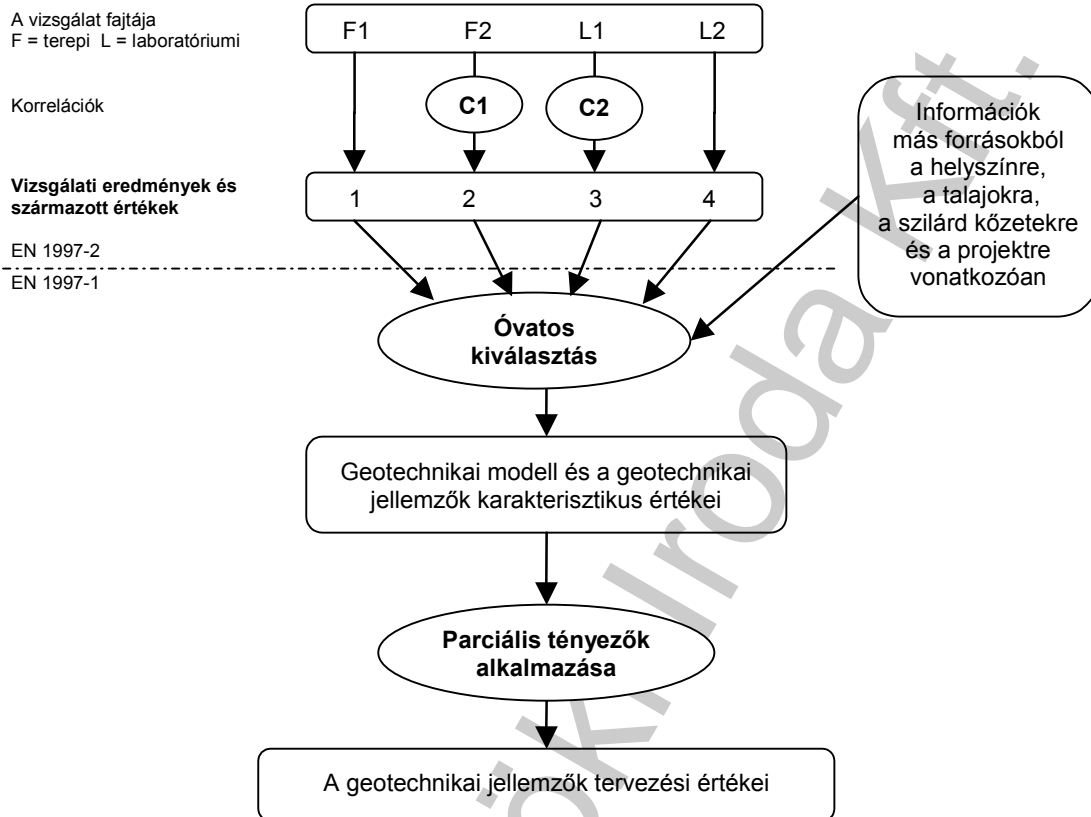 A vizsgálat fajtája
F = terepi L = laboratóriumi
F1 F2 L1 L2
Korrelációk
C1 C2
Információk
más forrásokból
a helyszínre,
a talajokra,
a szilárd kőzetekre
és a projektre
vonatkozóan
Vizsgálati eredmények és
származott értékek
1 2 3 4
EN 1997-2
EN 1997-1
Óvatos
kiválasztás
Geotechnikai modell és a geotechnikai
jellemzők karakterisztikus értékei
Parciális tényezők
alkalmazása
A geotechnikai jellemzők tervezési értékei
ökIroda Kft.